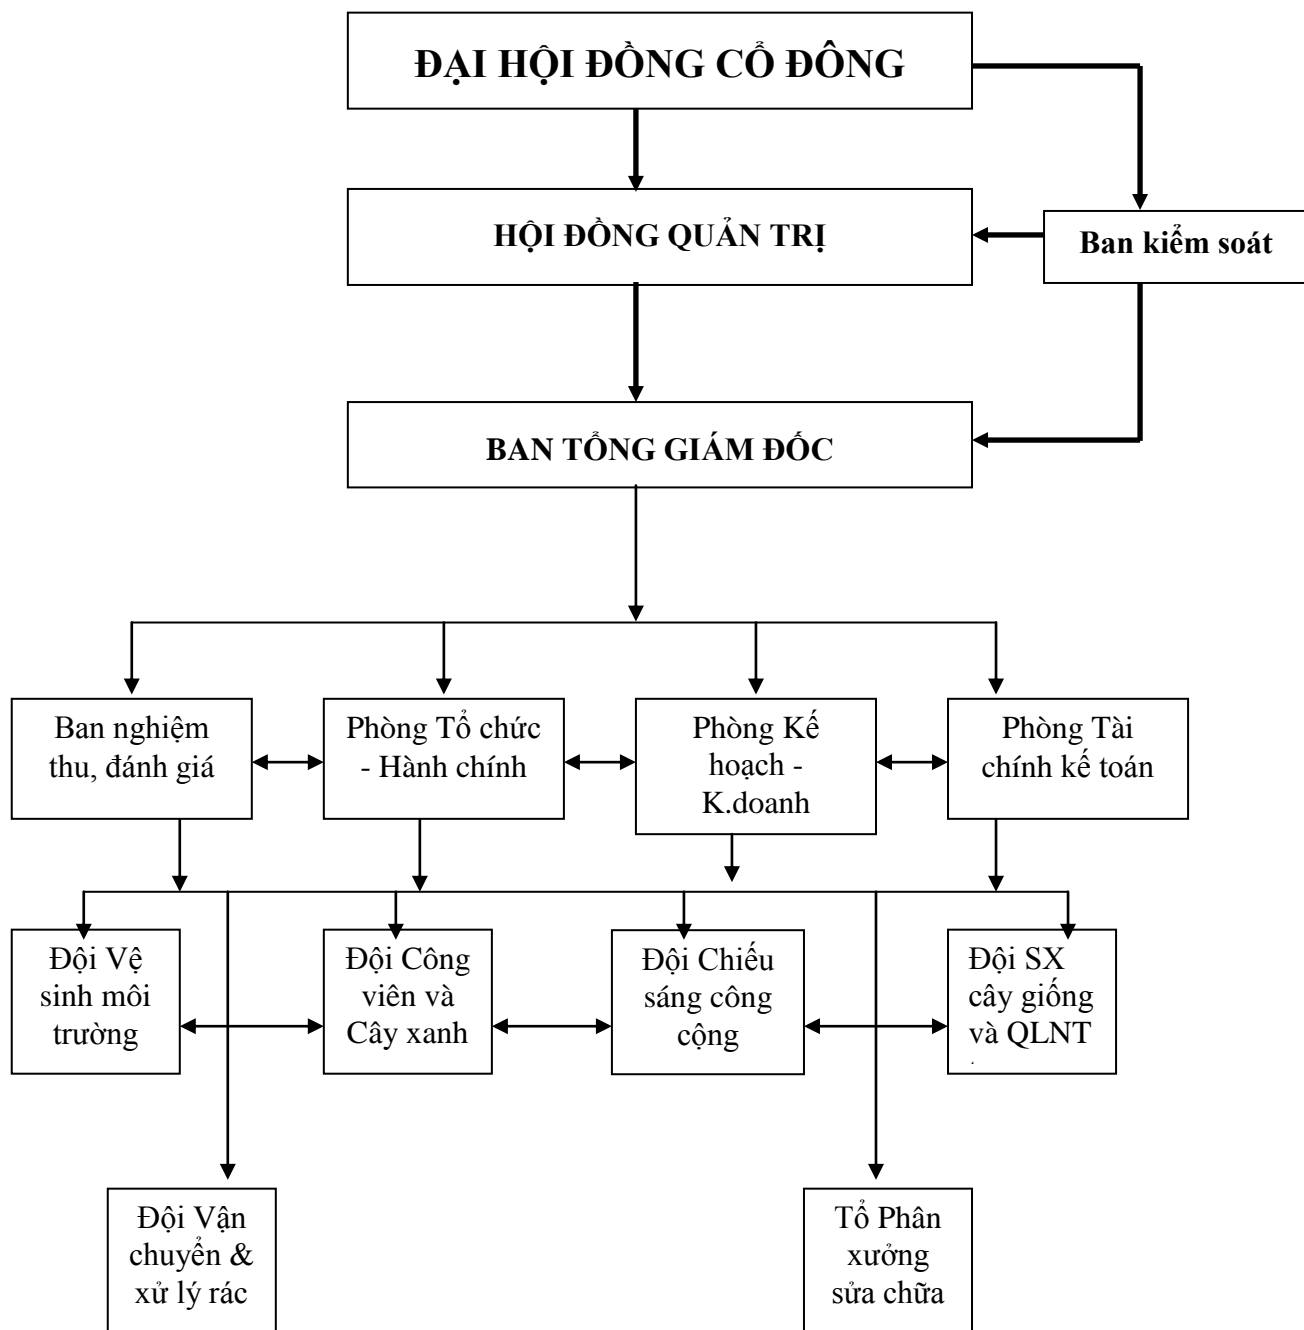 ĐẠI HỘI ĐỒNG CỔ ĐÔNG
HỘI ĐỒNG QUẢN TRỊ
Ban kiểm soát
BAN TỔNG GIÁM ĐỐC
Ban nghiệm
thu, đánh giá
Phòng Tổ chức
- Hành chính
Phòng Kế
hoạch -
K.doanh
Phòng Tài
chính kế toán
Đội Vệ
sinh môi
trường
Đội Công
viên và
Cây xanh
Đội Chiếu
sáng công
cộng
Đội SX
cây giống
và QLNT
.
Đội Vận
chuyển &
xử lý rác
Tổ Phân
xưởng
sửa chữa